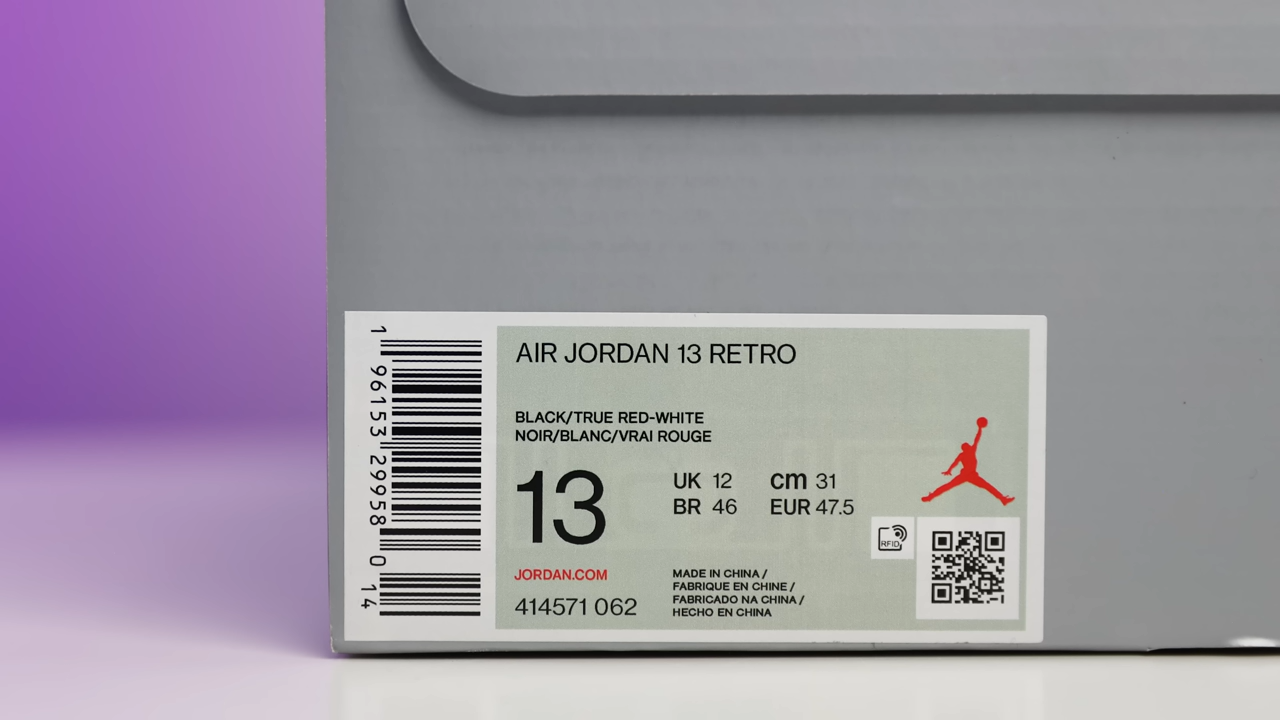 1
96153
29958
0
14
AIR JORDAN 13 RETRO
BLACK/TRUE RED-WHITE
NOIR/BLANC/VRAI ROUGE
13
UK 12 cm 31
BR 46 EUR 47.5
RFID
JORDAN.COM
414571 062
MADE IN CHINA /
FABRIQUE EN CHINE /
FABRICADO NA CHINA /
HECHO EN CHINA